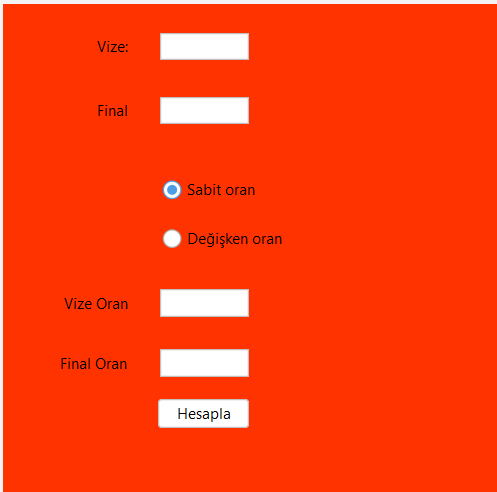 Vize:
Final
Sabit oran
Değişken oran
Vize Oran
Final Oran
Hesapla